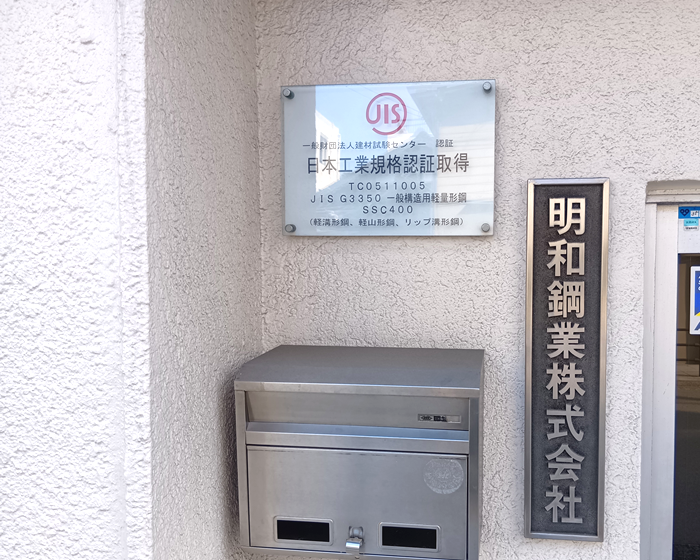 JIS
一般財団法人建材試験センター　認証
日本工業規格認証取得
TC0511005
JIS G3350 一般構造用軽量形鋼
SSC400
（軽溝形鋼、軽山形鋼、リップ溝形鋼）
明和鋼業株式会社